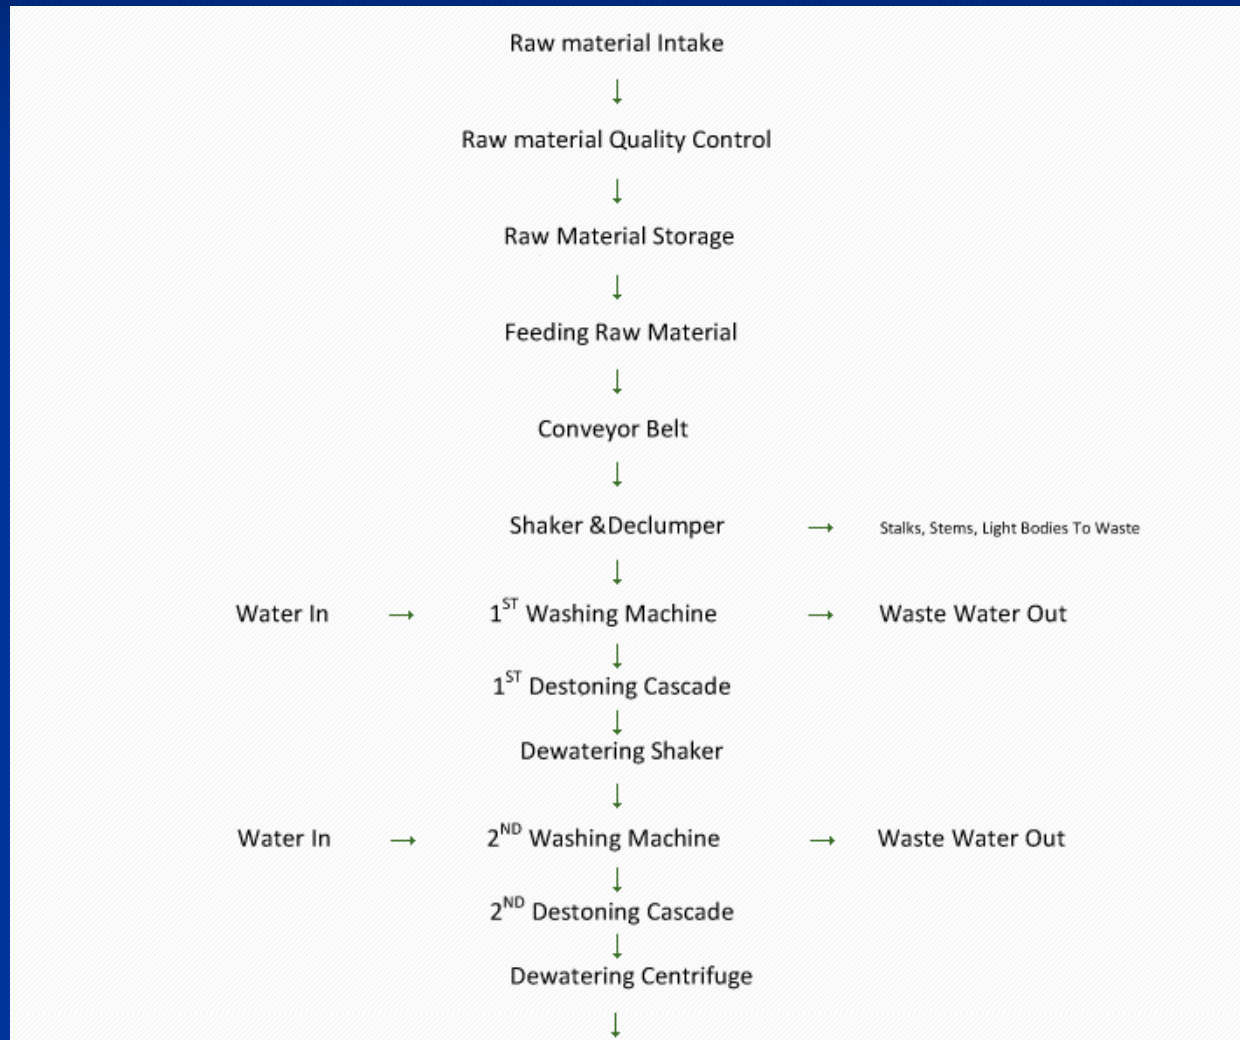 Raw material Intake
↓
Raw material Quality Control
↓
Raw Material Storage
↓
Feeding Raw Material
↓
Conveyor Belt
↓
Shaker &Declumper → Stalks, Stems, Light Bodies To Waste
↓
Water In → 1ST Washing Machine → Waste Water Out
↓
1ST Destoning Cascade
↓
Dewatering Shaker
↓
Water In → 2ND Washing Machine → Waste Water Out
↓
2ND Destoning Cascade
↓
Dewatering Centrifuge
↓